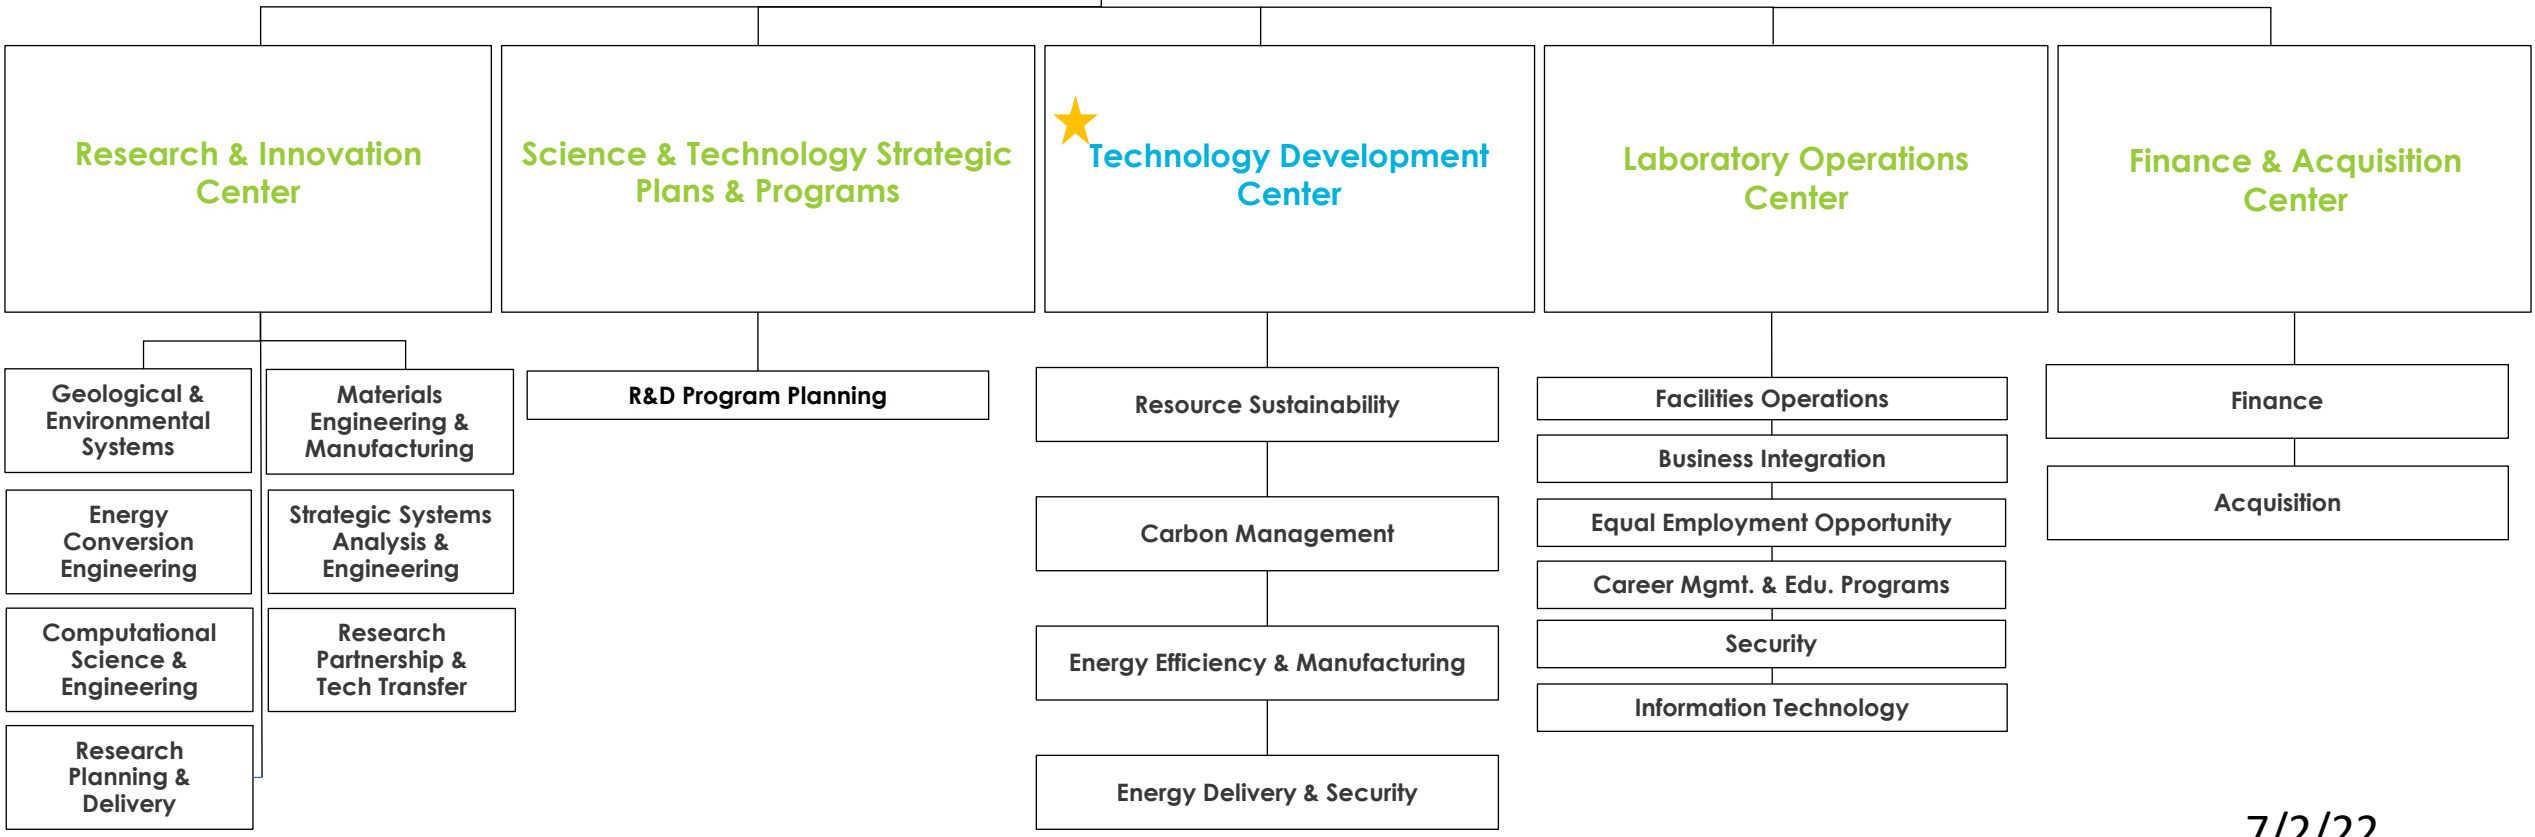 Research & Innovation
Center
Science & Technology Strategic
Plans & Programs
Technology Development
Center
Laboratory Operations
Center
Finance & Acquisition
Center
Geological &
Environmental
Systems
Materials
Engineering &
Manufacturing
Energy
Conversion
Engineering
Strategic Systems
Analysis &
Engineering
Computational
Science &
Engineering
Research
Partnership &
Tech Transfer
Research
Planning &
Delivery
R&D Program Planning
Resource Sustainability
Carbon Management
Energy Efficiency & Manufacturing
Energy Delivery & Security
Facilities Operations
Business Integration
Equal Employment Opportunity
Career Mgmt. & Edu. Programs
Security
Information Technology
Finance
Acquisition
7/2/22